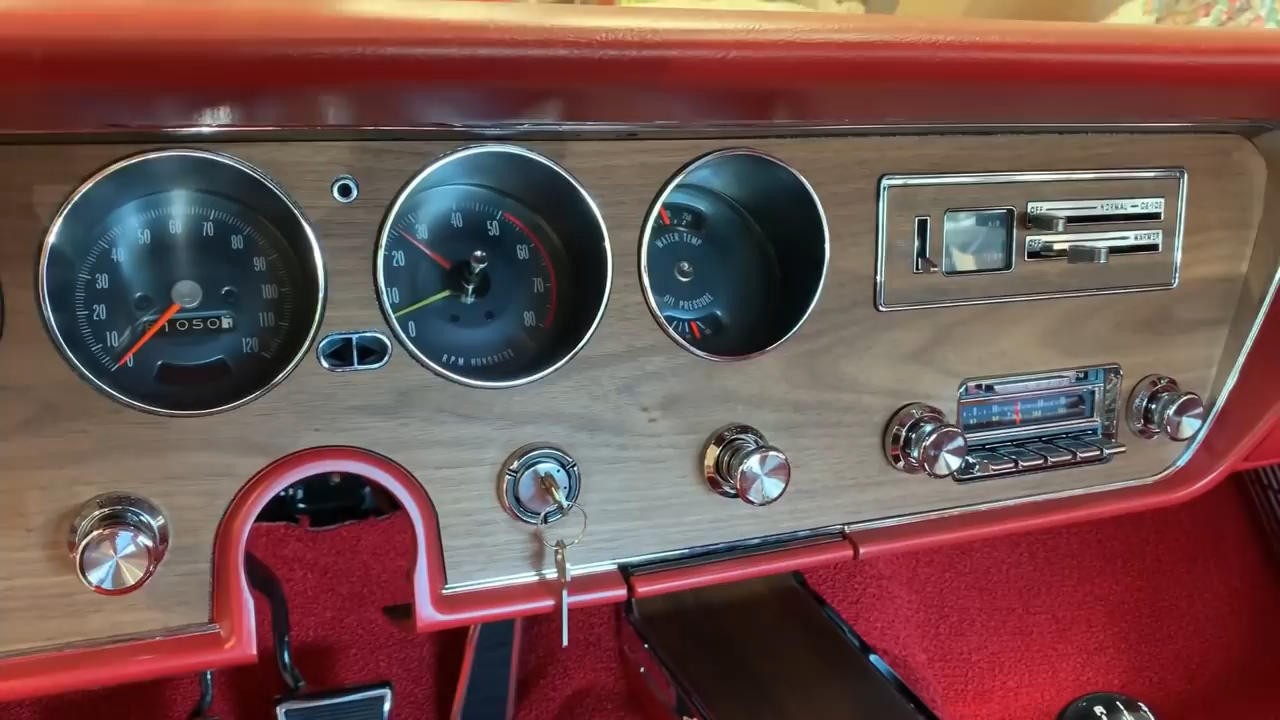 0 10 20 30 40 50 60 70 80 90 100 110 120
0 10 20 30 40 50 60 70 80
RPM HUNDREDS
WATER TEMP
OIL PRESSURE
OFF NORMAL — DE-ICE
OFF WARMER